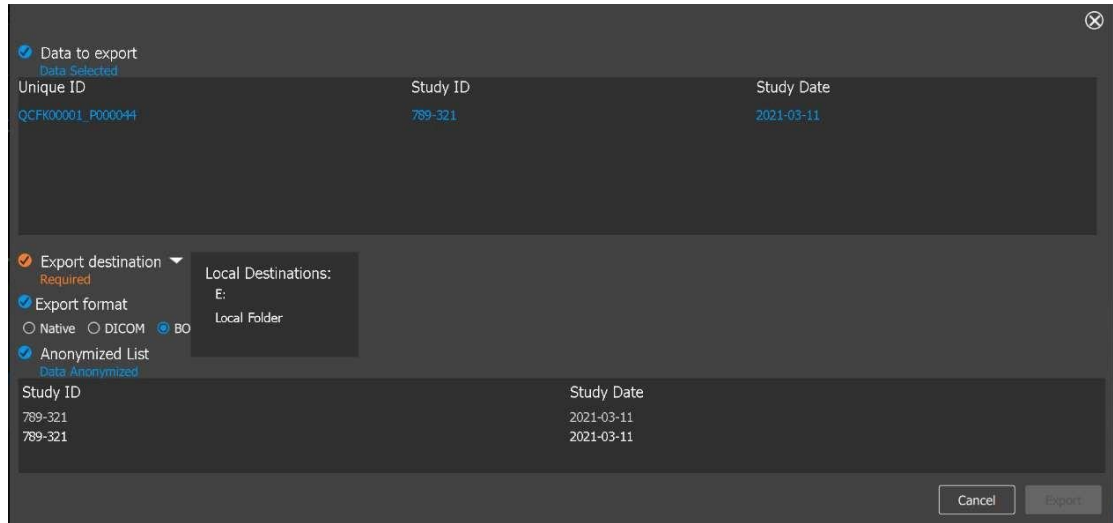 Data to export
Data Selected
Unique ID Study ID Study Date
QCFK00001_P000044 789-321 2021-03-11
Export destination
Required
Local Destinations:
E:
Local Folder
Export format
Native DICOM BO
Anonymized List
Data Anonymized
Study ID Study Date
789-321 2021-03-11
789-321 2021-03-11
Cancel Export